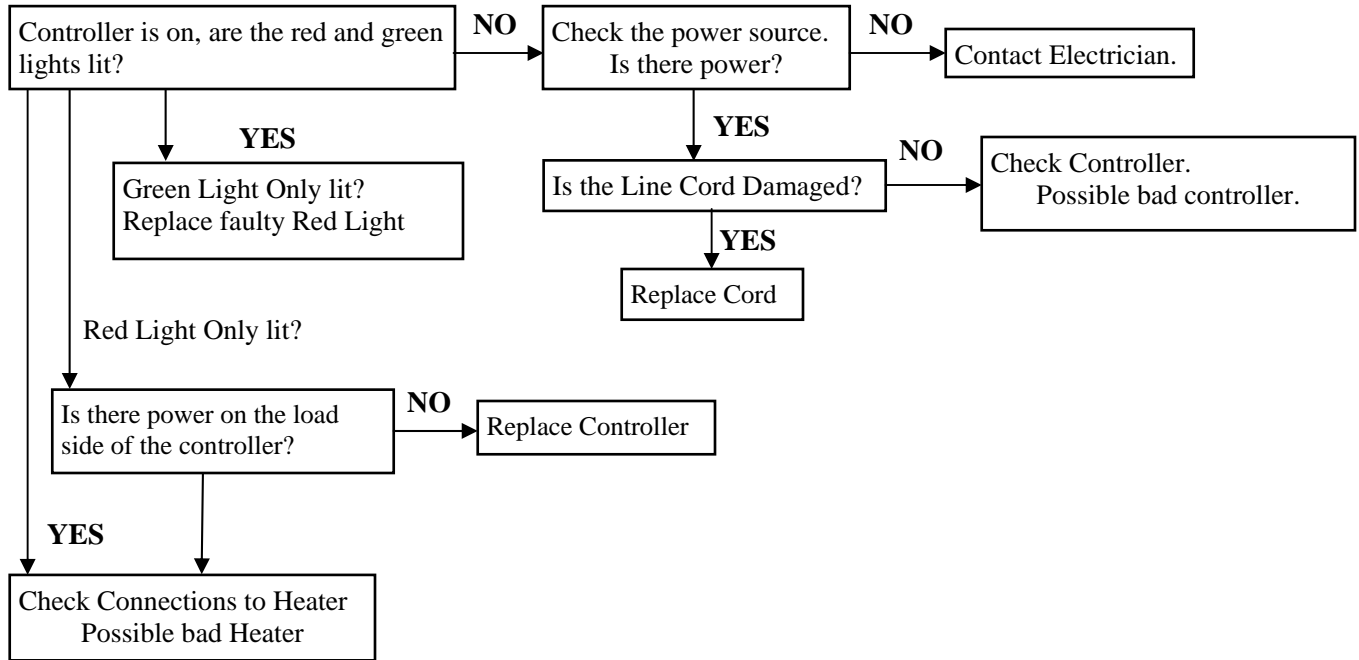 Controller is on, are the red and green
lights lit?
NO
Check the power source.
Is there power?
NO
Contact Electrician.
YES
Green Light Only lit?
Replace faulty Red Light
YES
Is the Line Cord Damaged?
NO
Check Controller.
Possible bad controller.
YES
Replace Cord
Red Light Only lit?
Is there power on the load
side of the controller?
NO
Replace Controller
YES
Check Connections to Heater
Possible bad Heater